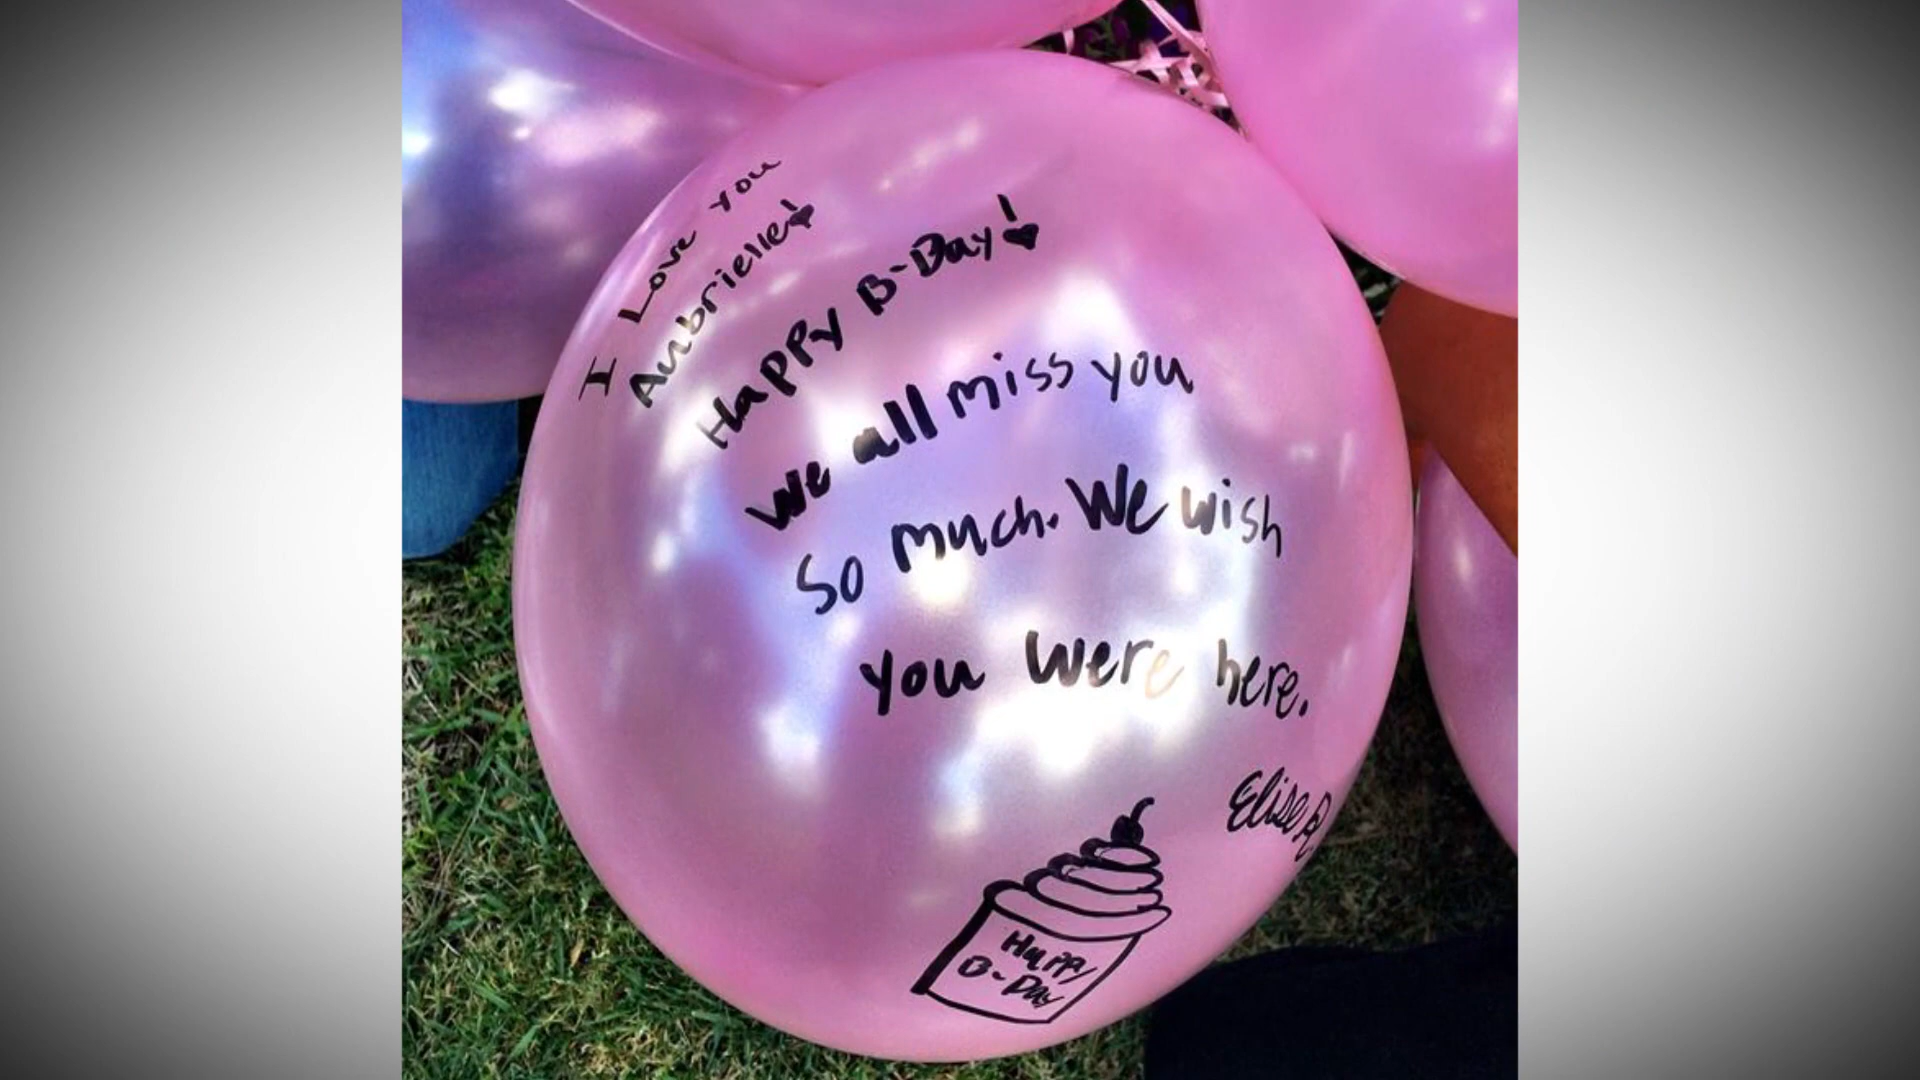 I Love You
Aubrielle!
Happy B-Day!
We all miss you
so much. We wish
you were here.
Elise R.
Happy
B-Day